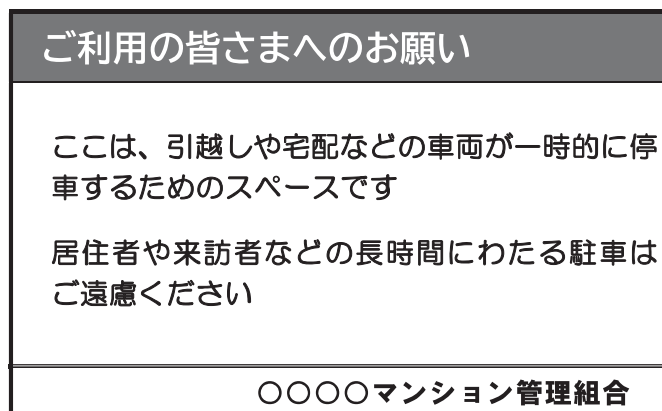 ご利用の皆さまへのお願い
ここは、引越しや宅配などの車両が一時的に停
車するためのスペースです
居住者や来訪者などの長時間にわたる駐車は
ご遠慮ください
○○○○マンション管理組合